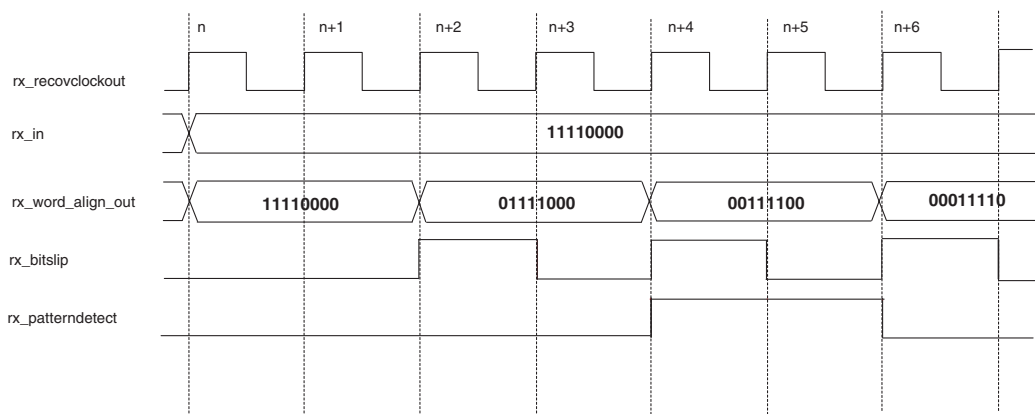 n n+1 n+2 n+3 n+4 n+5 n+6
rx_recovclockout
rx_in 11110000
rx_word_align_out 11110000 01111000 00111100 00011110
rx_bitslip
rx_patterndetect